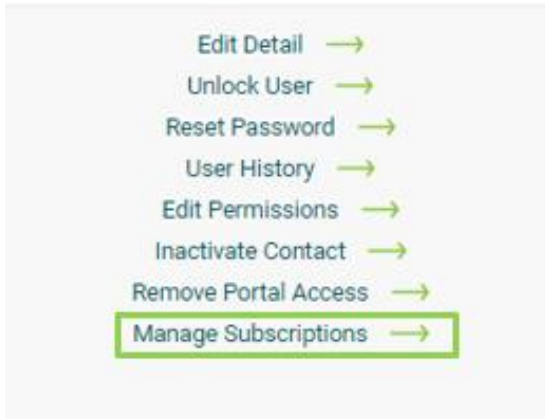 Edit Detail
Unlock User
Reset Password
User History
Edit Permissions
Inactivate Contact
Remove Portal Access
Manage Subscriptions